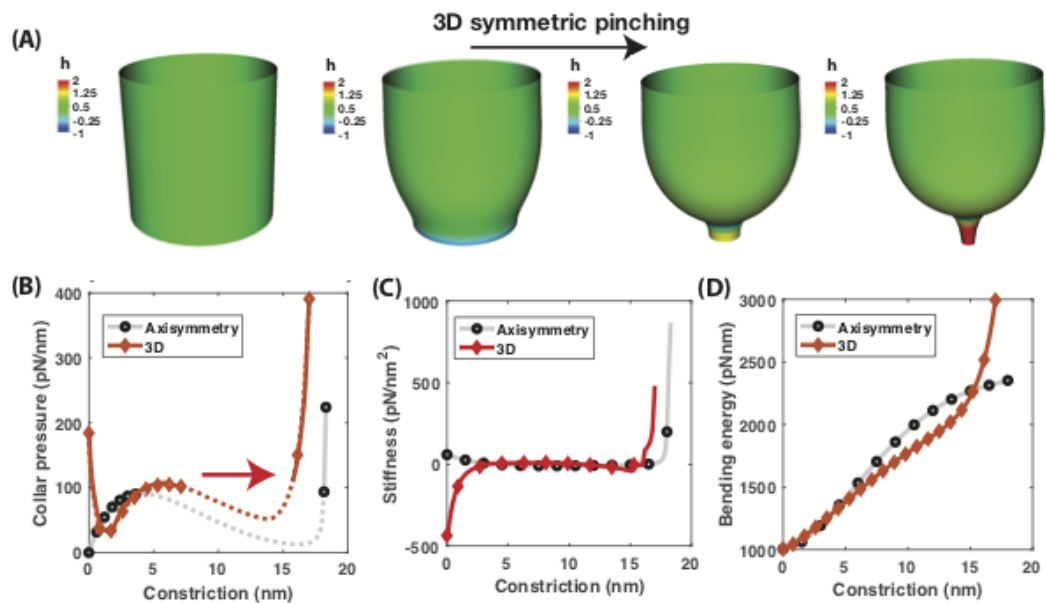 3D symmetric pinching
(A)
h
2
1.25
0.5
-0.25
-1
h
2
1.25
0.5
-0.25
-1
h
2
1.25
0.5
-0.25
-1
h
2
1.25
0.5
-0.25
-1
(B)
400
300
200
100
0
Collar pressure (pN/nm)
Axisymmetry
3D
0
5
10
15
20
Constriction (nm)
(C)
1000
500
0
-500
Stiffness (pN/nm²)
Axisymmetry
3D
0
5
10
15
20
Constriction (nm)
(D)
3000
2500
2000
1500
1000
Bending energy (pNnm)
Axisymmetry
3D
0
5
10
15
20
Constriction (nm)